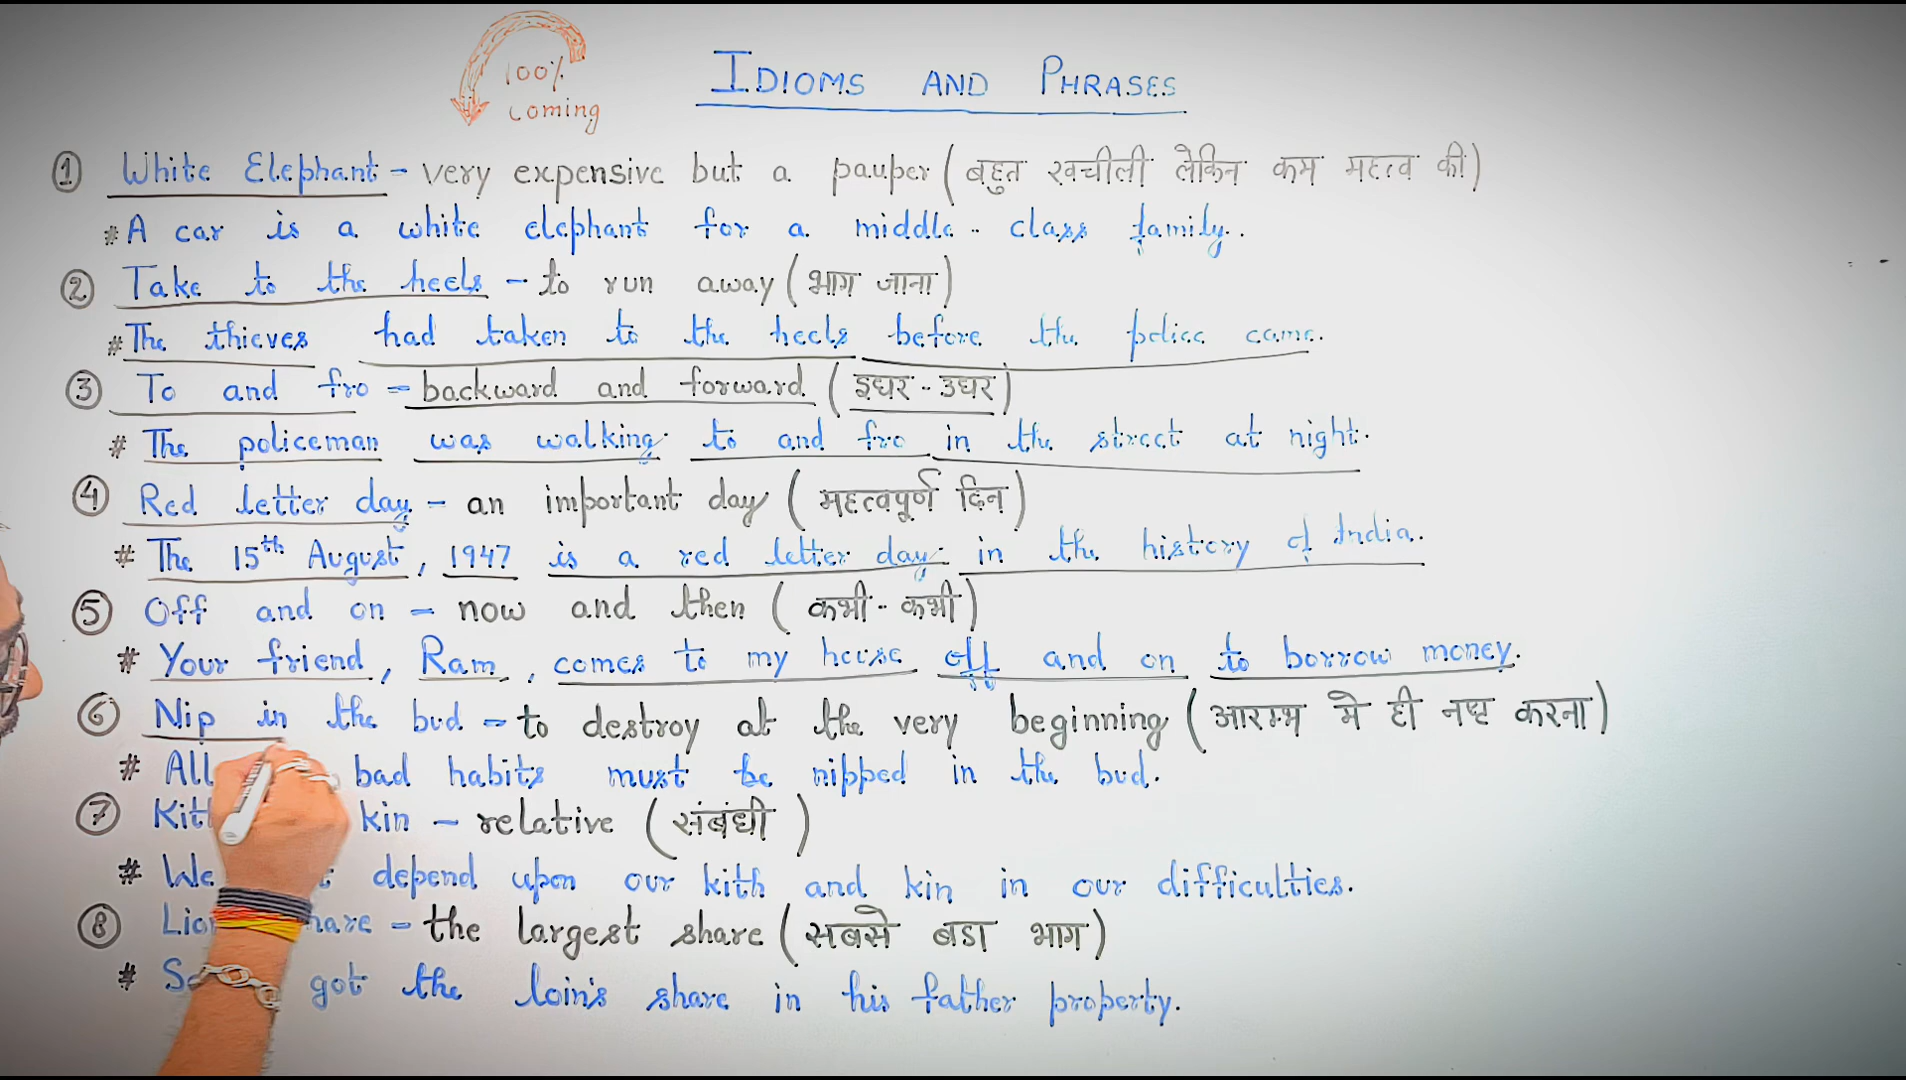 100%
coming
IDIOMS AND PHRASES
① White Elephant - very expensive but a pauper (बहुत खर्चीली लेकिन कम महत्व की)
# A car is a white elephant for a middle-class family.
② Take to the heels - to run away (भाग जाना)
# The thieves had taken to the heels before the police came.
③ To and fro - backward and forward (इधर-उधर)
# The policeman was walking to and fro in the street at night.
④ Red letter day - an important day (महत्वपूर्ण दिन)
# The 15th August, 1947 is a red letter day in the history of India.
⑤ Off and on - now and then (कभी-कभी)
# Your friend, Ram, comes to my house off and on to borrow money.
⑥ Nip in the bud - to destroy at the very beginning (आरम्भ मे ही नष्ट करना)
# All bad habits must be nipped in the bud.
⑦ kin - relative (संबंधी)
# We depend upon our kith and kin in our difficulties.
⑧ - the largest share (सबसे बडा भाग)
# got the loin's share in his father property.